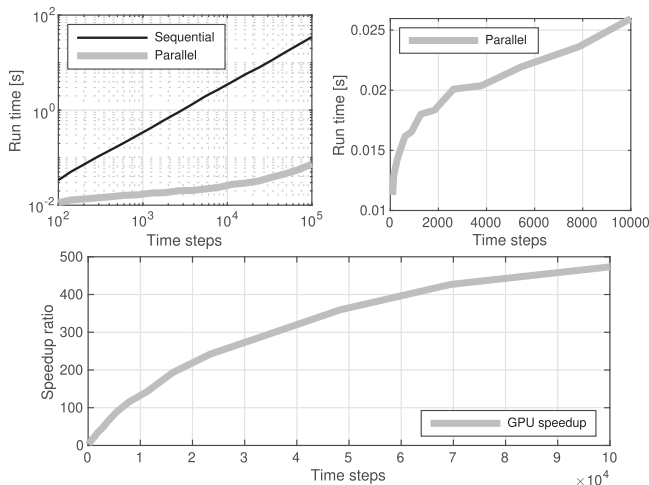 10^2
10^0
10^-2
Run time [s]
Sequential
Parallel
10^2 10^3 10^4 10^5
Time steps
0.025
0.02
0.015
0.01
Run time [s]
Parallel
0 2000 4000 6000 8000 10000
Time steps
500
400
300
200
100
0
Speedup ratio
GPU speedup
0 1 2 3 4 5 6 7 8 9 10
Time steps
×10^4